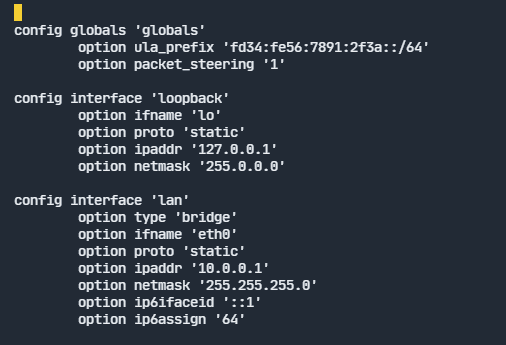 config globals 'globals'
option ula_prefix 'fd34:fe56:7891:2f3a::/64'
option packet_steering '1'
config interface 'loopback'
option ifname 'lo'
option proto 'static'
option ipaddr '127.0.0.1'
option netmask '255.0.0.0'
config interface 'lan'
option type 'bridge'
option ifname 'eth0'
option proto 'static'
option ipaddr '10.0.0.1'
option netmask '255.255.255.0'
option ip6ifaceid '::1'
option ip6assign '64'